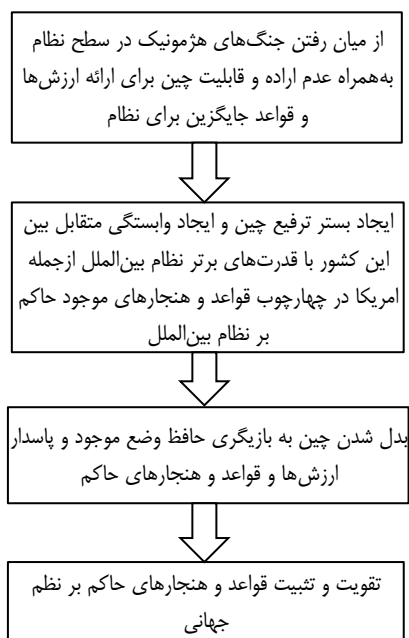 از میان رفتن جنگ‌های هژمونیک در سطح نظام
به‌همراه عدم اراده و قابلیت چین برای ارائه ارزش‌ها
و قواعد جایگزین برای نظام
ایجاد بستر ترفیع چین و ایجاد وابستگی متقابل بین
این کشور با قدرت‌های برتر نظام بین‌الملل ازجمله
امریکا در چهارچوب قواعد و هنجارهای موجود حاکم
بر نظام بین‌الملل
بدل شدن چین به بازیگری حافظ وضع موجود و پاسدار
ارزش‌ها و قواعد و هنجارهای حاکم
تقویت و تثبیت قواعد و هنجارهای حاکم بر نظم
جهانی